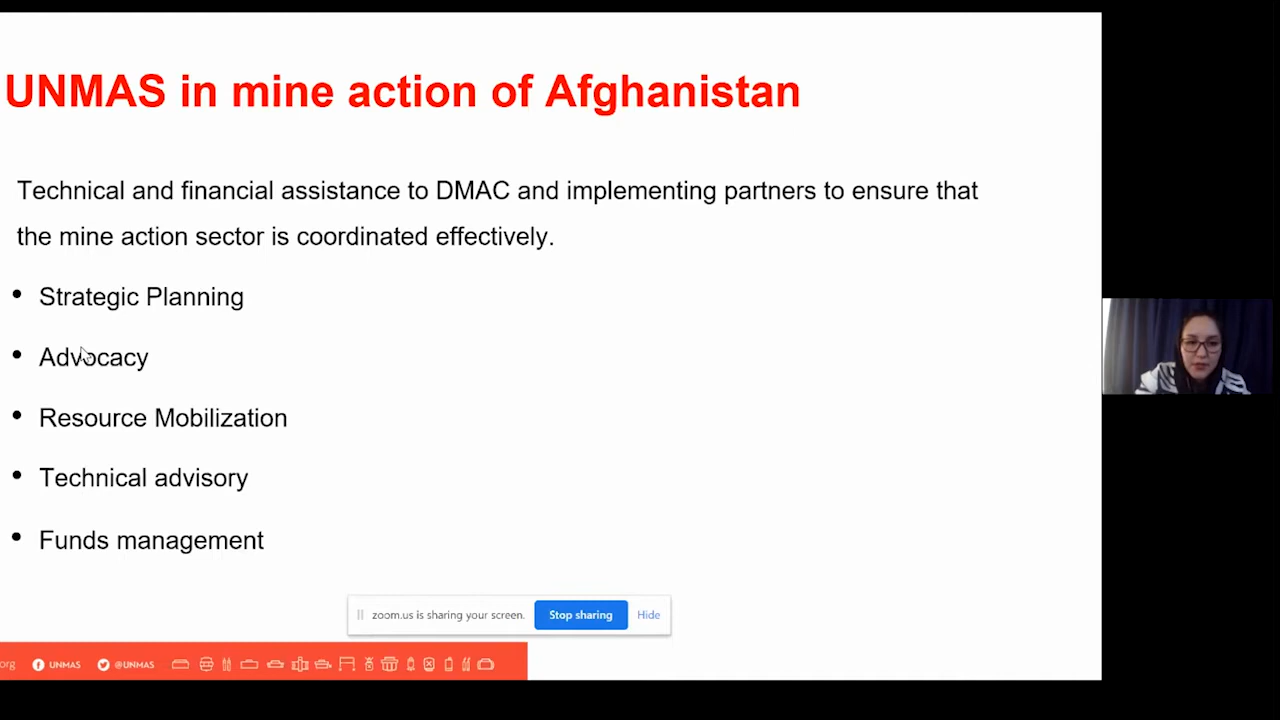 UNMAS in mine action of Afghanistan
Technical and financial assistance to DMAC and implementing partners to ensure that
the mine action sector is coordinated effectively.
• Strategic Planning
• Advocacy
• Resource Mobilization
• Technical advisory
• Funds management
zoom.us is sharing your screen. Stop sharing Hide
org UNMAS @UNMAS